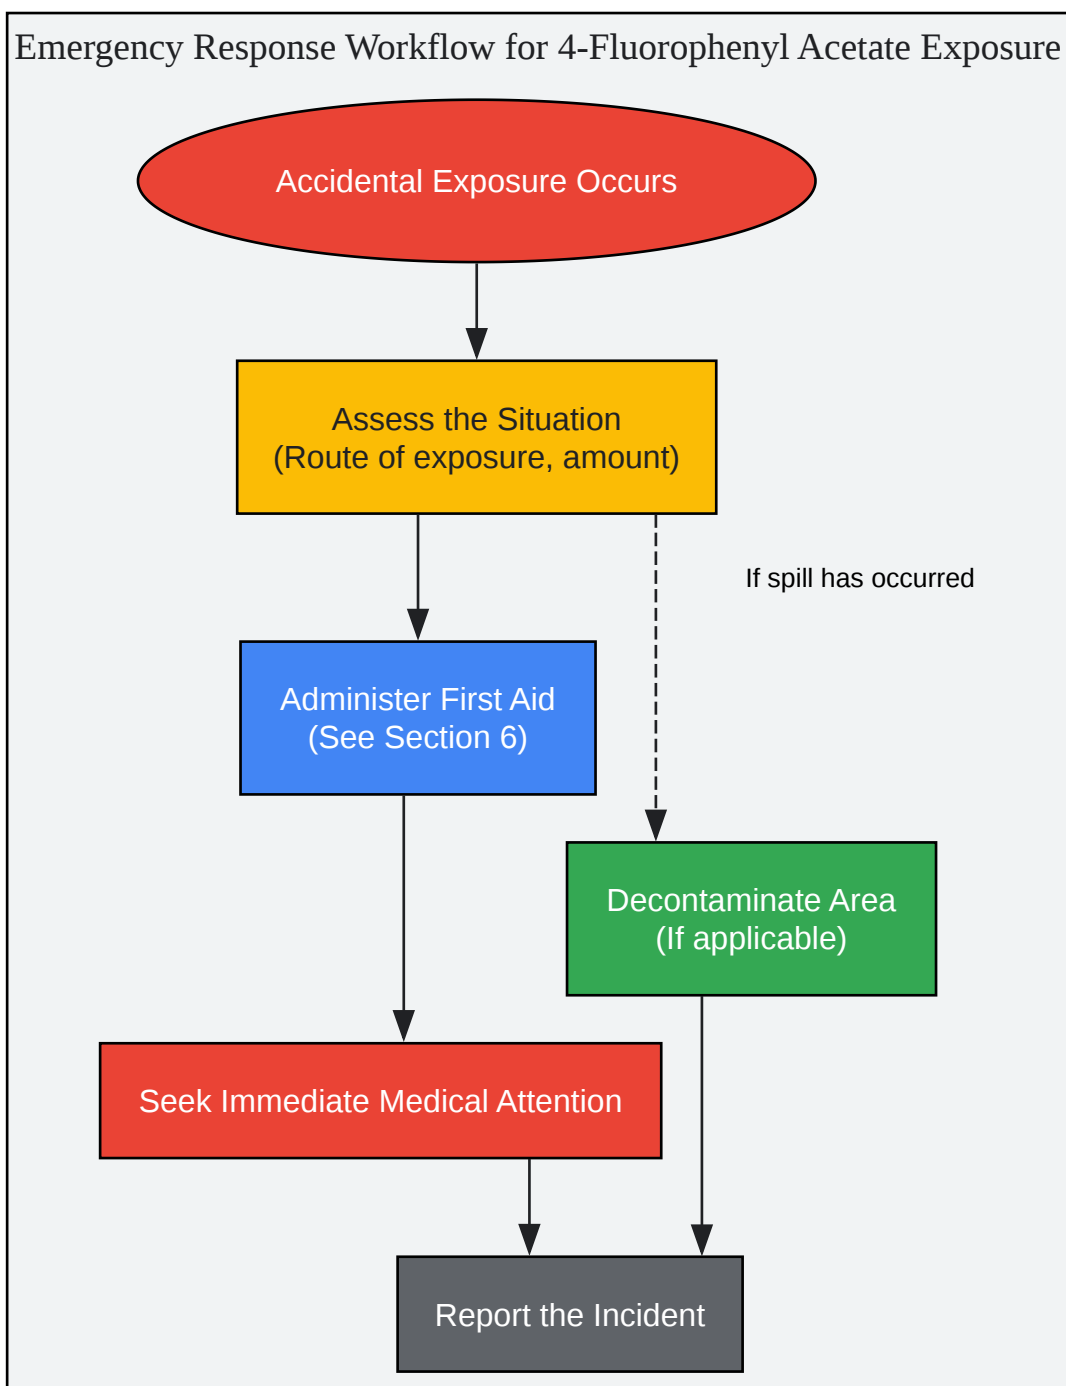 Emergency Response Workflow for 4-Fluorophenyl Acetate Exposure
Accidental Exposure Occurs
Assess the Situation
(Route of exposure, amount)
If spill has occurred
Administer First Aid
(See Section 6)
Decontaminate Area
(If applicable)
Seek Immediate Medical Attention
Report the Incident